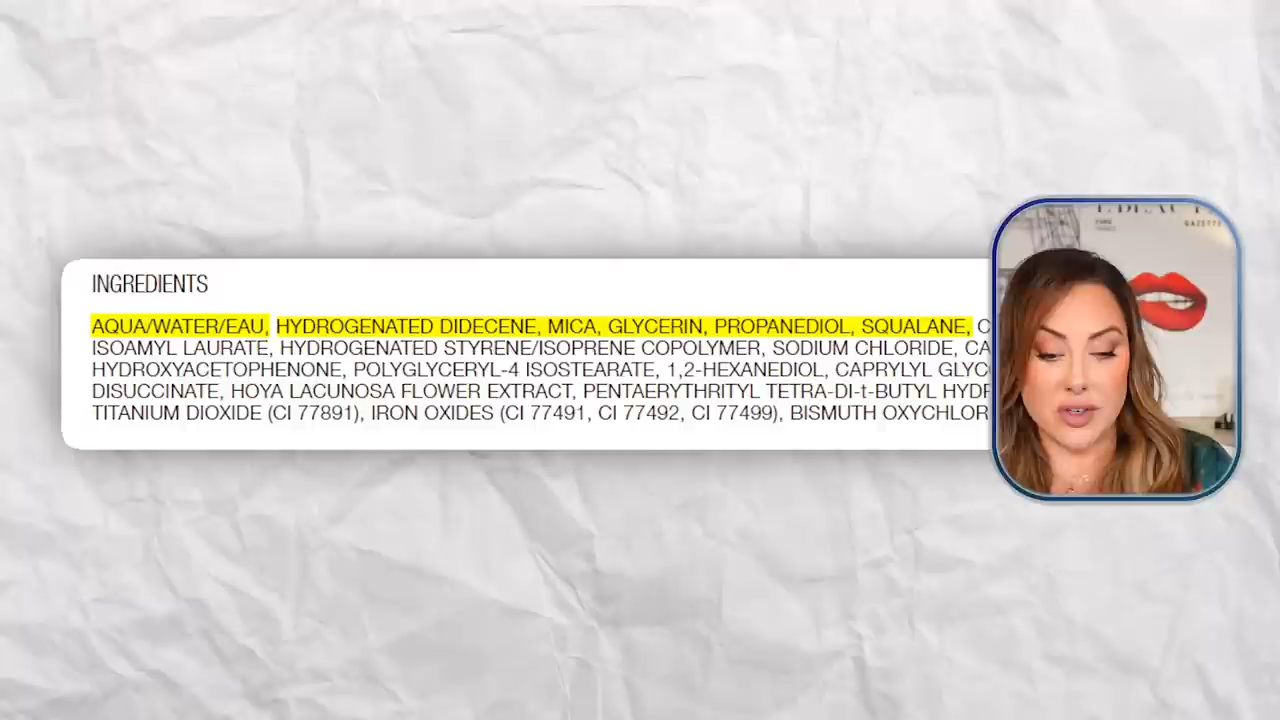 INGREDIENTS
AQUA/WATER/EAU, HYDROGENATED DIDECENE, MICA, GLYCERIN, PROPANEDIOL, SQUALANE,
ISOAMYL LAURATE, HYDROGENATED STYRENE/ISOPRENE COPOLYMER, SODIUM CHLORIDE,
HYDROXYACETOPHENONE, POLYGLYCERYL-4 ISOSTEARATE, 1,2-HEXANEDIOL, CAPRYLYL
DISUCCINATE, HOYA LACUNOSA FLOWER EXTRACT, PENTAERYTHRITYL TETRA-DI-t-BUTYL
TITANIUM DIOXIDE (CI 77891), IRON OXIDES (CI 77491, CI 77492, CI 77499), BISMUTH
GAZETTE